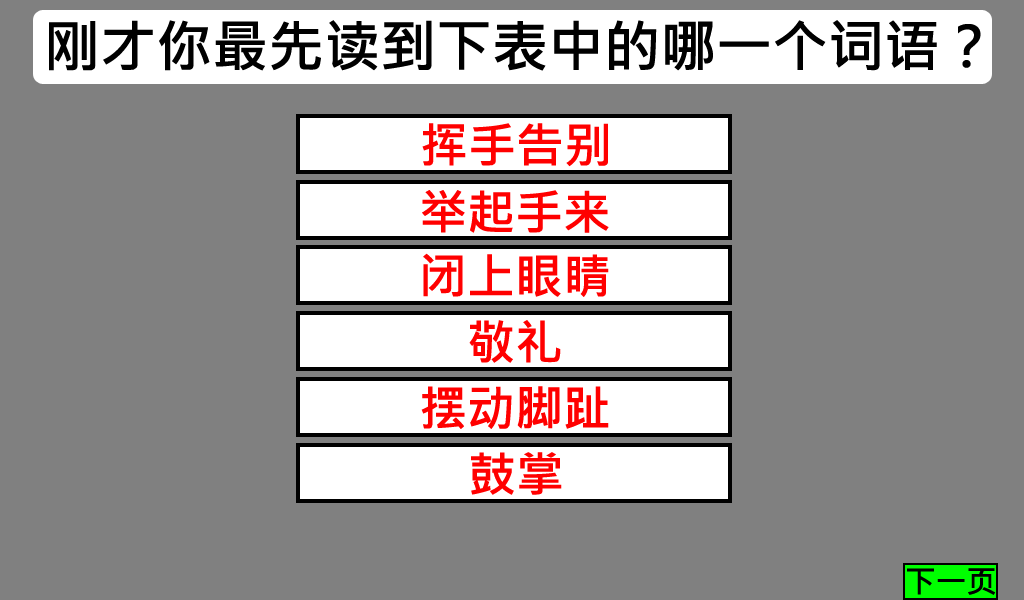 刚才你最先读到下表中的哪一个词语？
挥手告别
举起手来
闭上眼睛
敬礼
摆动脚趾
鼓掌
下一页